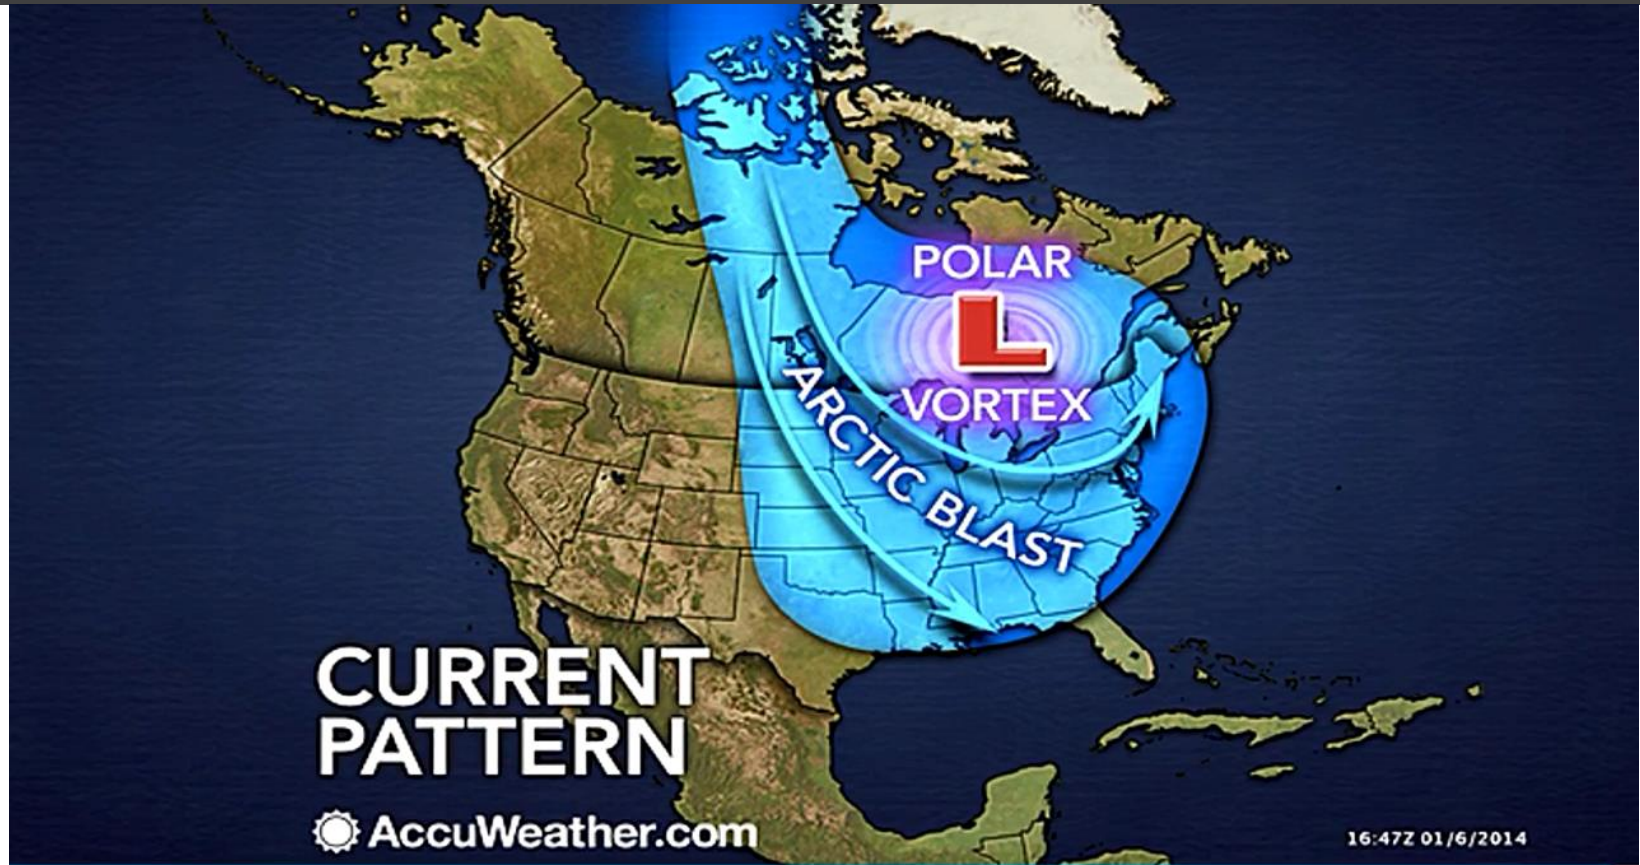 POLAR
L
VORTEX
ARCTIC BLAST
CURRENT
PATTERN
AccuWeather.com
16:47Z 01/6/2014